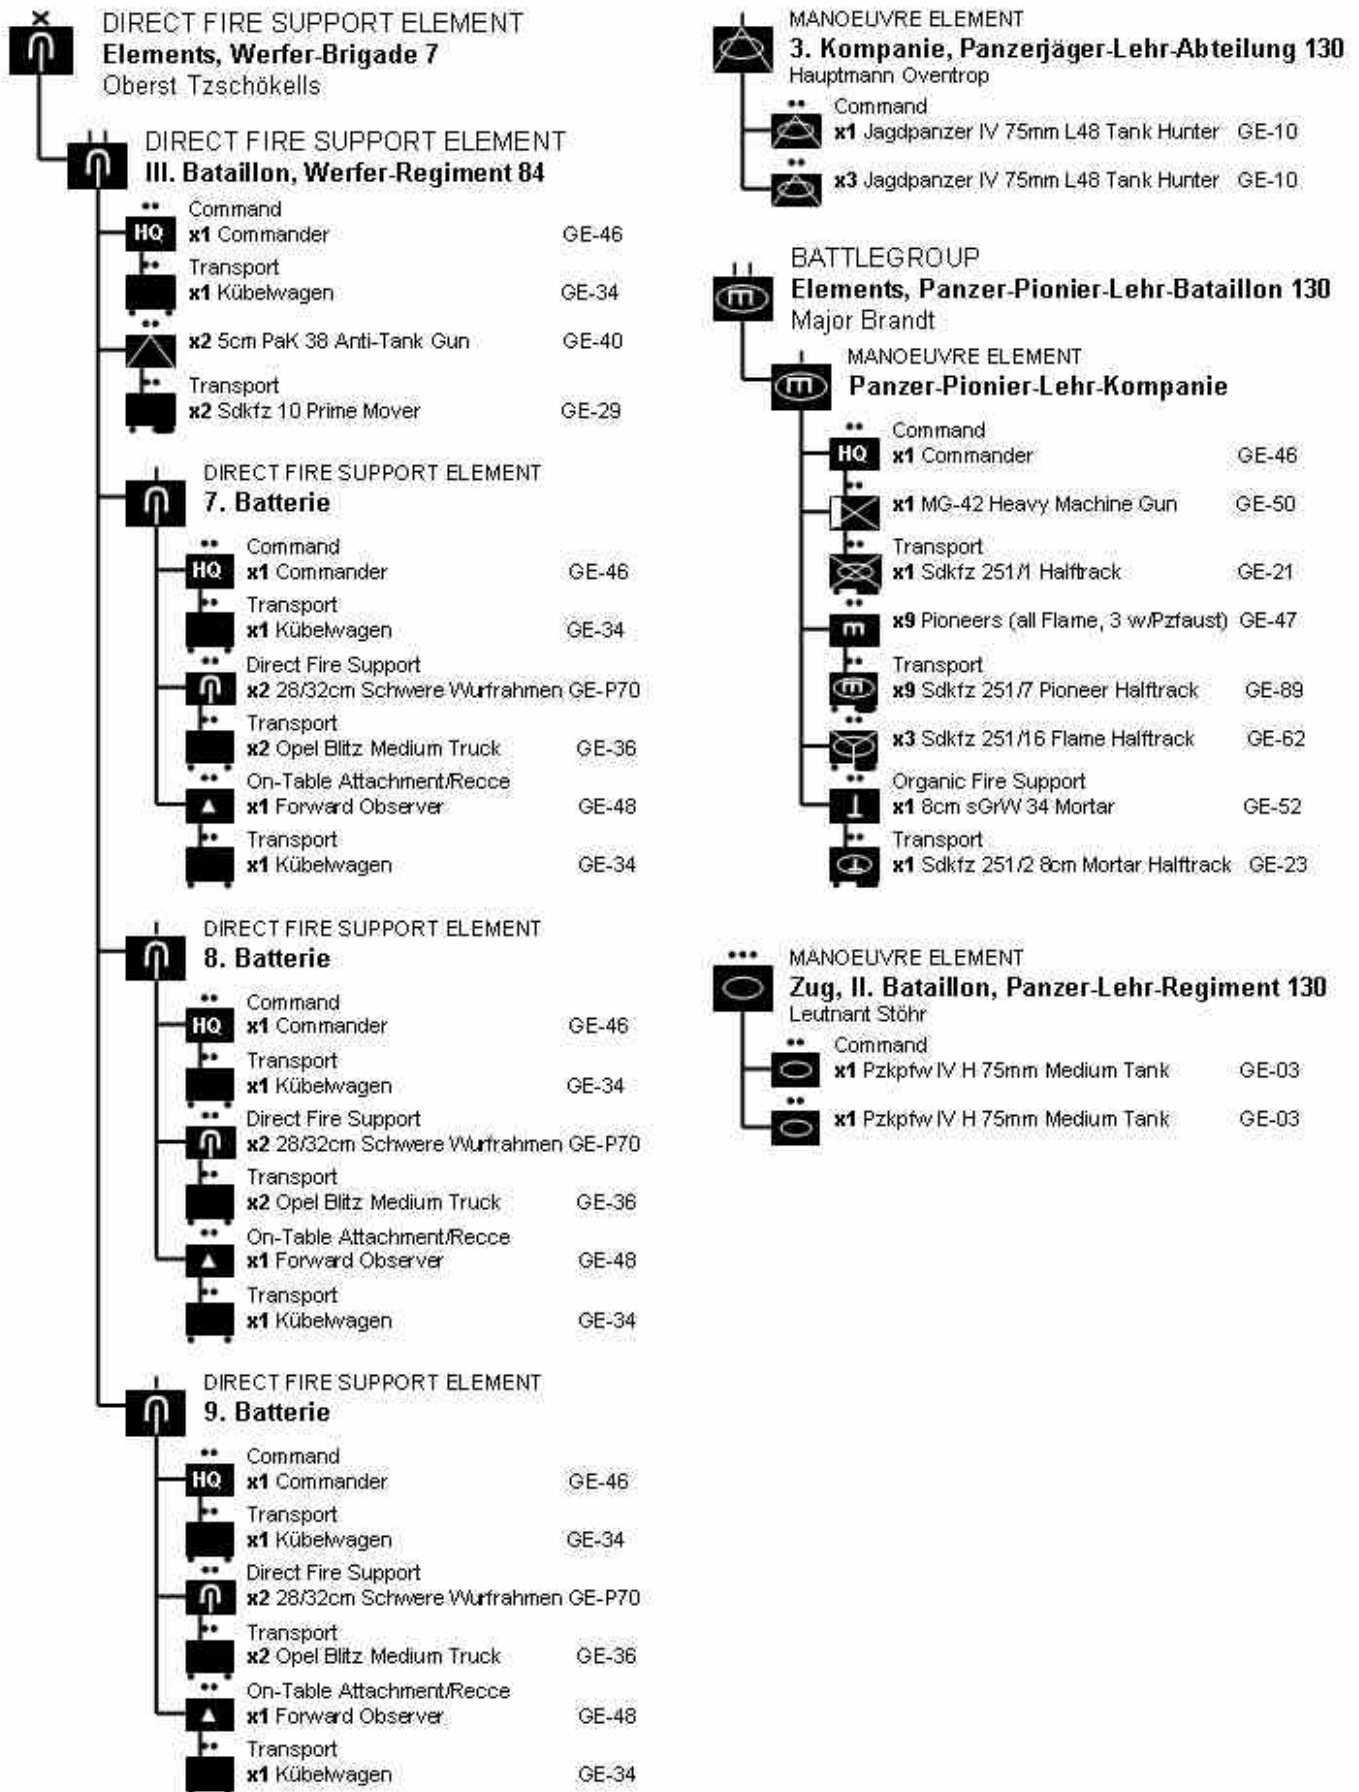 DIRECT FIRE SUPPORT ELEMENT
Elements, Werfer-Brigade 7
Oberst Tzschökells
DIRECT FIRE SUPPORT ELEMENT
III. Bataillon, Werfer-Regiment 84
Command
HQ x1 Commander GE-46
Transport
x1 Kübelwagen GE-34
x2 5cm PaK 38 Anti-Tank Gun GE-40
Transport
x2 Sdkfz 10 Prime Mover GE-29
DIRECT FIRE SUPPORT ELEMENT
7. Batterie
Command
HQ x1 Commander GE-46
Transport
x1 Kübelwagen GE-34
Direct Fire Support
x2 28/32cm Schwere Wurfrahmen GE-P70
Transport
x2 Opel Blitz Medium Truck GE-36
On-Table Attachment/Recce
x1 Forward Observer GE-48
Transport
x1 Kübelwagen GE-34
DIRECT FIRE SUPPORT ELEMENT
8. Batterie
Command
HQ x1 Commander GE-46
Transport
x1 Kübelwagen GE-34
Direct Fire Support
x2 28/32cm Schwere Wurfrahmen GE-P70
Transport
x2 Opel Blitz Medium Truck GE-36
On-Table Attachment/Recce
x1 Forward Observer GE-48
Transport
x1 Kübelwagen GE-34
DIRECT FIRE SUPPORT ELEMENT
9. Batterie
Command
HQ x1 Commander GE-46
Transport
x1 Kübelwagen GE-34
Direct Fire Support
x2 28/32cm Schwere Wurfrahmen GE-P70
Transport
x2 Opel Blitz Medium Truck GE-36
On-Table Attachment/Recce
x1 Forward Observer GE-48
Transport
x1 Kübelwagen GE-34
MANOEUVRE ELEMENT
3. Kompanie, Panzerjäger-Lehr-Abteilung 130
Hauptmann Oventrop
Command
x1 Jagdpanzer IV 75mm L48 Tank Hunter GE-10
x3 Jagdpanzer IV 75mm L48 Tank Hunter GE-10
BATTLEGROUP
Elements, Panzer-Pionier-Lehr-Bataillon 130
Major Brandt
MANOEUVRE ELEMENT
Panzer-Pionier-Lehr-Kompanie
Command
HQ x1 Commander GE-46
x1 MG-42 Heavy Machine Gun GE-50
Transport
x1 Sdkfz 251/1 Halftrack GE-21
x9 Pioneers (all Flame, 3 w/Pzfaust) GE-47
Transport
x9 Sdkfz 251/7 Pioneer Halftrack GE-89
x3 Sdkfz 251/16 Flame Halftrack GE-62
Organic Fire Support
x1 8cm sGrW 34 Mortar GE-52
Transport
x1 Sdkfz 251/2 8cm Mortar Halftrack GE-23
MANOEUVRE ELEMENT
Zug, II. Bataillon, Panzer-Lehr-Regiment 130
Leutnant Stöhr
Command
x1 Pzkpfw IV H 75mm Medium Tank GE-03
x1 Pzkpfw IV H 75mm Medium Tank GE-03